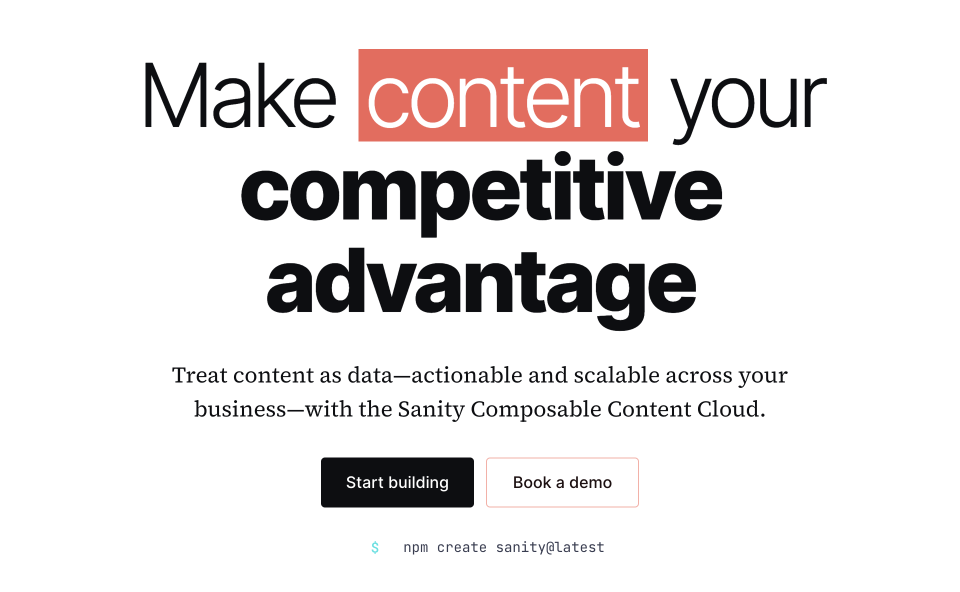 Make content your
competitive
advantage
Treat content as data—actionable and scalable across your
business—with the Sanity Composable Content Cloud.
Start building
Book a demo
$ npm create sanity@latest